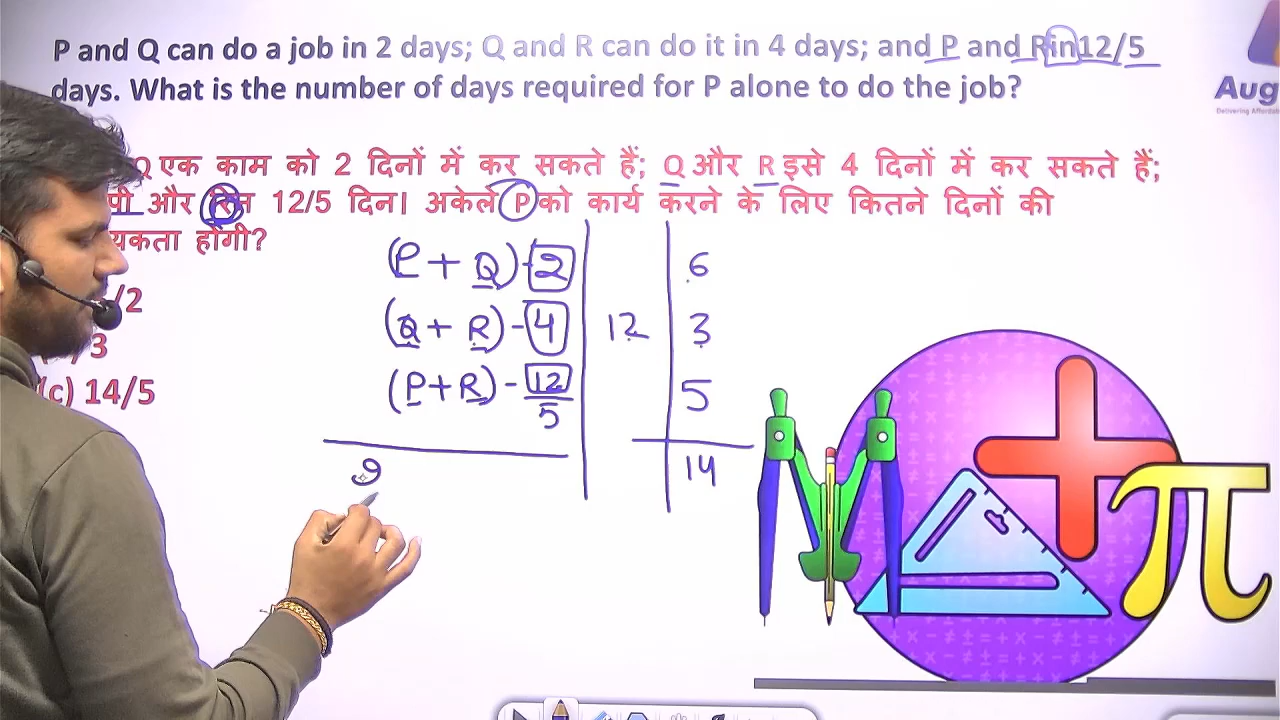 P and Q can do a job in 2 days; Q and R can do it in 4 days; and P and R in 12/5
days. What is the number of days required for P alone to do the job?
Aug
Q एक काम को 2 दिनों में कर सकते हैं; Q और R इसे 4 दिनों में कर सकते हैं;
पी और 12/5 दिन। अकेले P को कार्य करने के लिए कितने दिनों की
यकता होगी?
/2
/3
(c) 14/5
(P + Q) - 2 6
(Q + R) - 4 12 3
(P + R) - 12/5 5
14